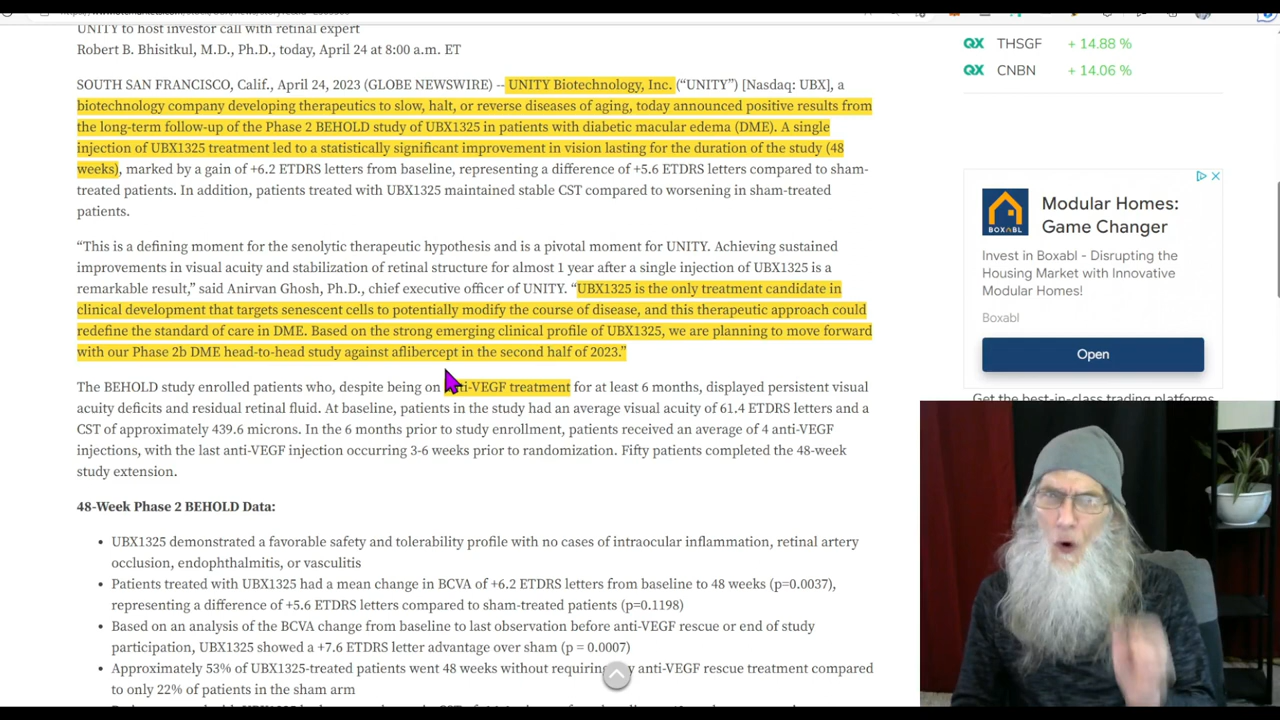 UNITY to host investor call with retinal expert
Robert B. Bhisitkul, M.D., Ph.D., today, April 24 at 8:00 a.m. ET
SOUTH SAN FRANCISCO, Calif., April 24, 2023 (GLOBE NEWSWIRE) -- UNITY Biotechnology, Inc. (“UNITY”) [Nasdaq: UBX], a
biotechnology company developing therapeutics to slow, halt, or reverse diseases of aging, today announced positive results from
the long-term follow-up of the Phase 2 BEHOLD study of UBX1325 in patients with diabetic macular edema (DME). A single
injection of UBX1325 treatment led to a statistically significant improvement in vision lasting for the duration of the study (48
weeks), marked by a gain of +6.2 ETDRS letters from baseline, representing a difference of +5.6 ETDRS letters compared to sham-
treated patients. In addition, patients treated with UBX1325 maintained stable CST compared to worsening in sham-treated
patients.
“This is a defining moment for the senolytic therapeutic hypothesis and is a pivotal moment for UNITY. Achieving sustained
improvements in visual acuity and stabilization of retinal structure for almost 1 year after a single injection of UBX1325 is a
remarkable result,” said Anirvan Ghosh, Ph.D., chief executive officer of UNITY. “UBX1325 is the only treatment candidate in
clinical development that targets senescent cells to potentially modify the course of disease, and this therapeutic approach could
redefine the standard of care in DME. Based on the strong emerging clinical profile of UBX1325, we are planning to move forward
with our Phase 2b DME head-to-head study against aflibercept in the second half of 2023.”
The BEHOLD study enrolled patients who, despite being on anti-VEGF treatment for at least 6 months, displayed persistent visual
acuity deficits and residual retinal fluid. At baseline, patients in the study had an average visual acuity of 61.4 ETDRS letters and a
CST of approximately 439.6 microns. In the 6 months prior to study enrollment, patients received an average of 4 anti-VEGF
injections, with the last anti-VEGF injection occurring 3-6 weeks prior to randomization. Fifty patients completed the 48-week
study extension.
48-Week Phase 2 BEHOLD Data:
• UBX1325 demonstrated a favorable safety and tolerability profile with no cases of intraocular inflammation, retinal artery
occlusion, endophthalmitis, or vasculitis
• Patients treated with UBX1325 had a mean change in BCVA of +6.2 ETDRS letters from baseline to 48 weeks (p=0.0037),
representing a difference of +5.6 ETDRS letters compared to sham-treated patients (p=0.1198)
• Based on an analysis of the BCVA change from baseline to last observation before anti-VEGF rescue or end of study
participation, UBX1325 showed a +7.6 ETDRS letter advantage over sham (p = 0.0007)
• Approximately 53% of UBX1325-treated patients went 48 weeks without requiring any anti-VEGF rescue treatment compared
to only 22% of patients in the sham arm
QX THSGF + 14.88 %
QX CNBN + 14.06 %
BOXABL
Modular Homes:
Game Changer
Invest in Boxabl - Disrupting the
Housing Market with Innovative
Modular Homes!
Boxabl
Open
Get the best-in-class trading platforms